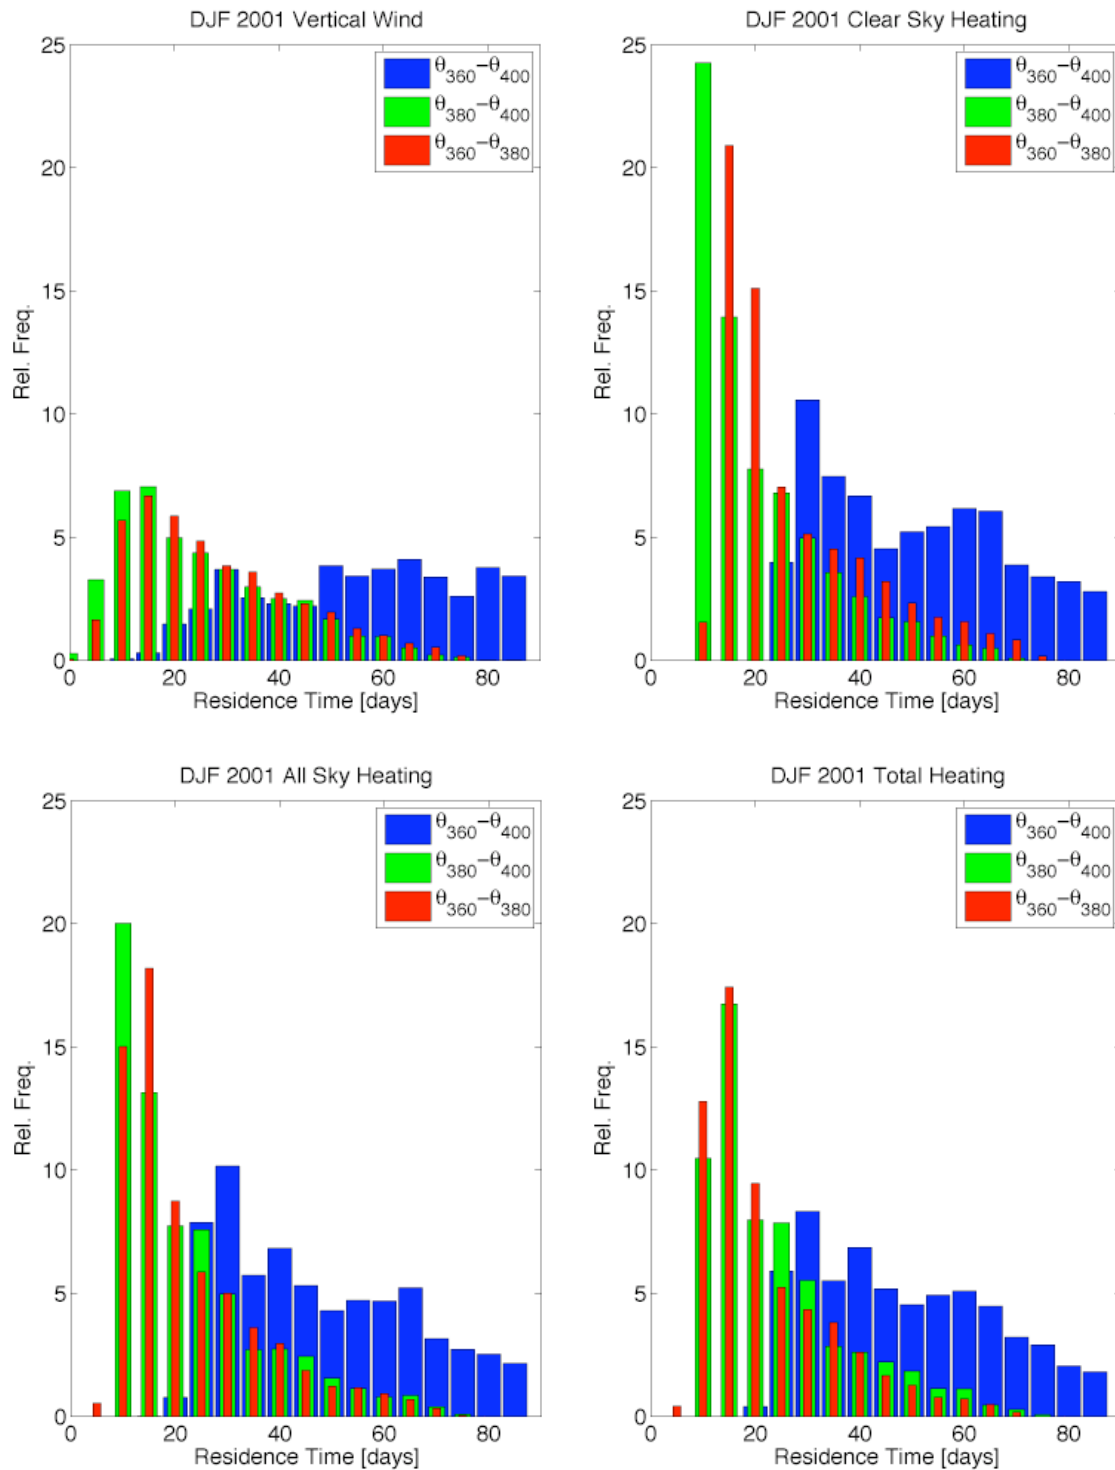 DJF 2001 Vertical Wind
25
20
15
10
5
0
Rel. Freq.
θ360−θ400
θ380−θ400
θ360−θ380
0 20 40 60 80
Residence Time [days]
DJF 2001 Clear Sky Heating
25
20
15
10
5
0
Rel. Freq.
θ360−θ400
θ380−θ400
θ360−θ380
0 20 40 60 80
Residence Time [days]
DJF 2001 All Sky Heating
25
20
15
10
5
0
Rel. Freq.
θ360−θ400
θ380−θ400
θ360−θ380
0 20 40 60 80
Residence Time [days]
DJF 2001 Total Heating
25
20
15
10
5
0
Rel. Freq.
θ360−θ400
θ380−θ400
θ360−θ380
0 20 40 60 80
Residence Time [days]